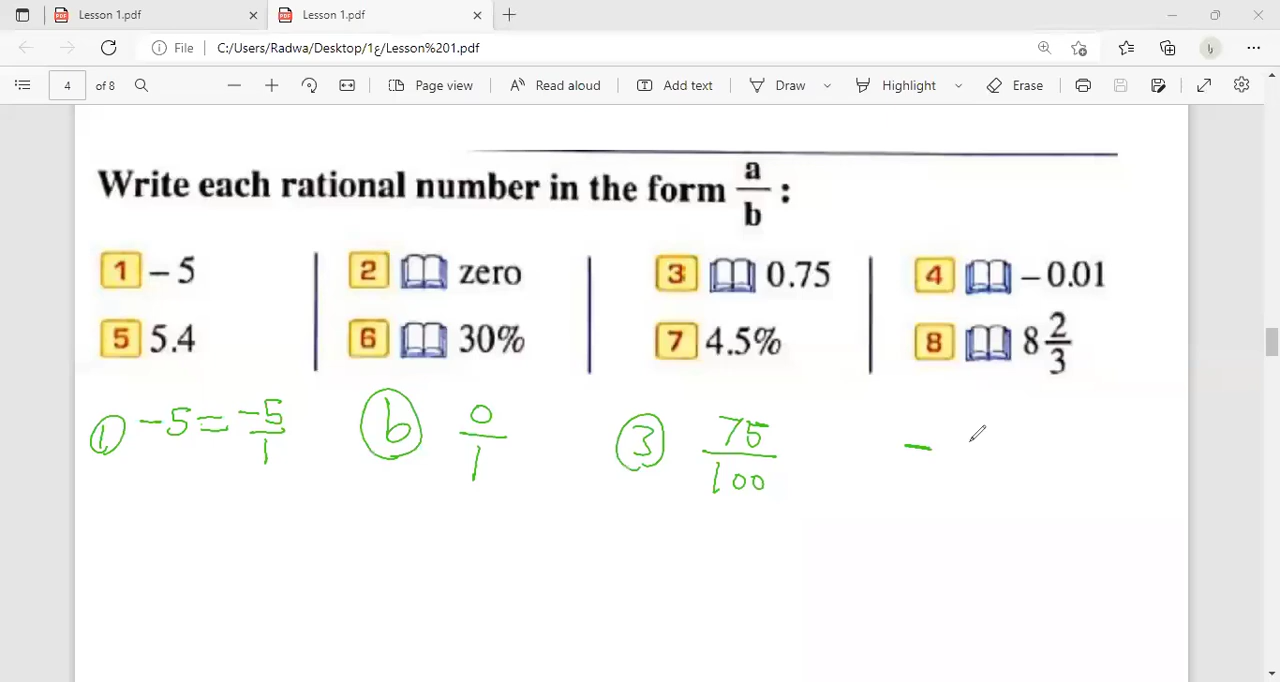 Lesson 1.pdf
Lesson 1.pdf
File C:/Users/Radwa/Desktop/1ع/Lesson%201.pdf
4 of 8 Page view Read aloud Add text Draw Highlight Erase
Write each rational number in the form a/b :
1 – 5 2 zero 3 0.75 4 – 0.01
5 5.4 6 30% 7 4.5% 8 8 2/3
① -5 = -5/1 b 0/1 ③ 75/100 -